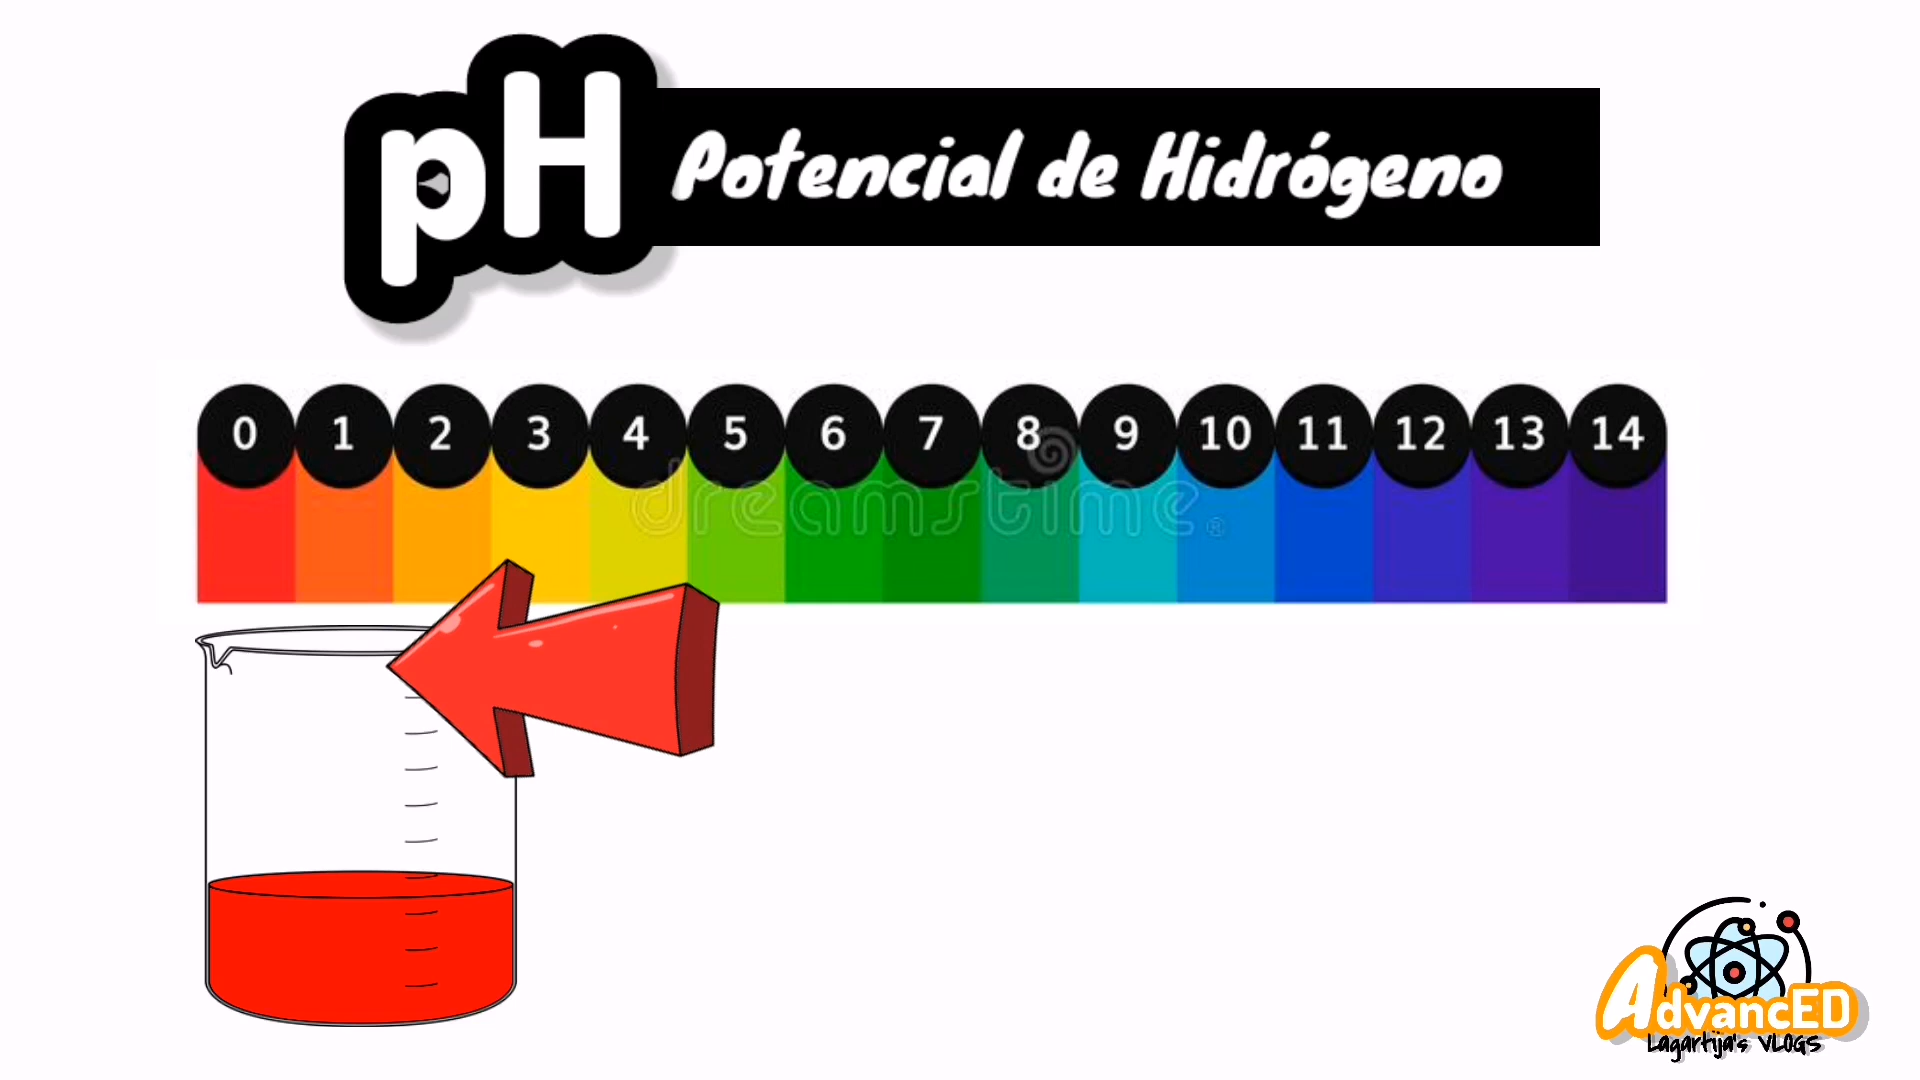 pH Potencial de Hidrógeno
0 1 2 3 4 5 6 7 8 9 10 11 12 13 14
dreamstime
AdvancED
Lagartija's VLOGS